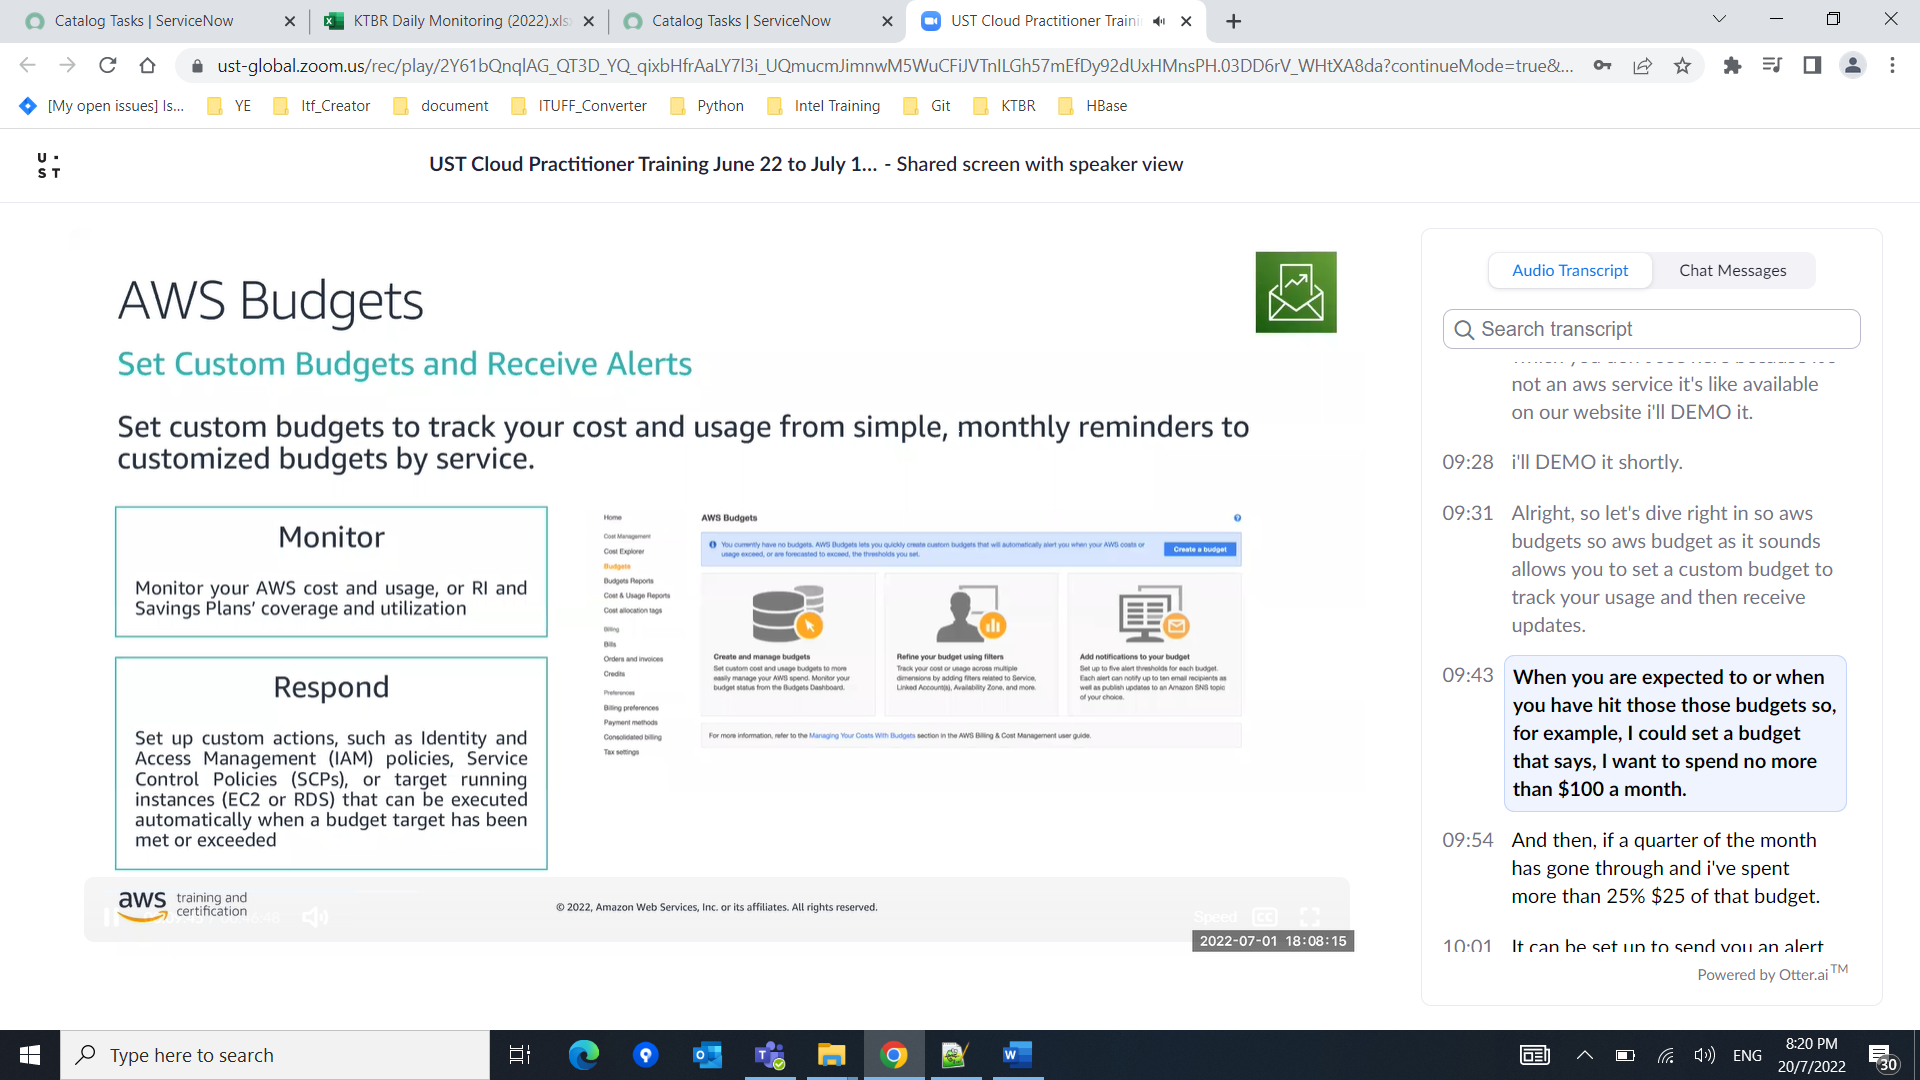 Catalog Tasks | ServiceNow
KTBR Daily Monitoring (2022).xls
Catalog Tasks | ServiceNow
UST Cloud Practitioner Traini
ust-global.zoom.us/rec/play/
[My open issues] Is...
YE
Itf_Creator
document
ITUFF_Converter
Python
Intel Training
Git
KTBR
HBase
U·
ST
UST Cloud Practitioner Training June 22 to July 1... - Shared screen with speaker view
AWS Budgets
Set Custom Budgets and Receive Alerts
Set custom budgets to track your cost and usage from simple, monthly reminders to
customized budgets by service.
Monitor
Monitor your AWS cost and usage, or RI and
Savings Plans' coverage and utilization
Respond
Set up custom actions, such as Identity and
Access Management (IAM) policies, Service
Control Policies (SCPs), or target running
instances (EC2 or RDS) that can be executed
automatically when a budget target has been
met or exceeded
Home
Cost Management
Cost Explorer
Budgets
Budgets Reports
Cost & Usage Reports
Cost allocation tags
Billing
Bills
Orders and invoices
Credits
Preferences
Billing preferences
Payment methods
Consolidated billing
Tax settings
AWS Budgets
You currently have no budgets. AWS Budgets lets you quickly create custom budgets that will automatically alert you when your AWS costs or
usage exceed, or are forecasted to exceed, the thresholds you set.
Create a budget
Create and manage budgets
Set custom cost and usage budgets to more
easily manage your AWS spend. Monitor your
budget status from the Budgets Dashboard.
Refine your budget using filters
Track your cost or usage across multiple
dimensions by adding filters related to Service,
Linked Account(s), Availability Zone, and more.
Add notifications to your budget
Set up to five alert thresholds for each budget.
Each alert can notify up to ten email recipients as
well as publish updates to an Amazon SNS topic
of your choice.
For more information, refer to the Managing Your Costs With Budgets section in the AWS Billing & Cost Management user guide.
aws training and
certification
© 2022, Amazon Web Services, Inc. or its affiliates. All rights reserved.
Speed
CC
2022-07-01 18:08:15
Audio Transcript
Chat Messages
Search transcript
not an aws service it's like available
on our website i'll DEMO it.
09:28 i'll DEMO it shortly.
09:31 Alright, so let's dive right in so aws
budgets so aws budget as it sounds
allows you to set a custom budget to
track your usage and then receive
updates.
09:43 When you are expected to or when
you have hit those those budgets so,
for example, I could set a budget
that says, I want to spend no more
than $100 a month.
09:54 And then, if a quarter of the month
has gone through and i've spent
more than 25% $25 of that budget.
10:01 It can be set up to send you an alert
Powered by Otter.ai™
Type here to search
ENG
8:20 PM
20/7/2022
30